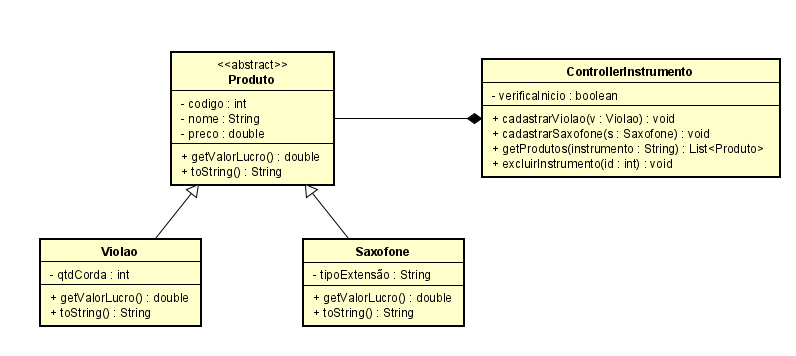 <<abstract>>
Produto
- codigo : int
- nome : String
- preco : double
+ getValorLucro() : double
+ toString() : String
ControllerInstrumento
- verificaInicio : boolean
+ cadastrarViolao(v : Violao) : void
+ cadastrarSaxofone(s : Saxofone) : void
+ getProdutos(instrumento : String) : List<Produto>
+ excluirInstrumento(id : int) : void
Violao
- qtdCorda : int
+ getValorLucro() : double
+ toString() : String
Saxofone
- tipoExtensão : String
+ getValorLucro() : double
+ toString() : String